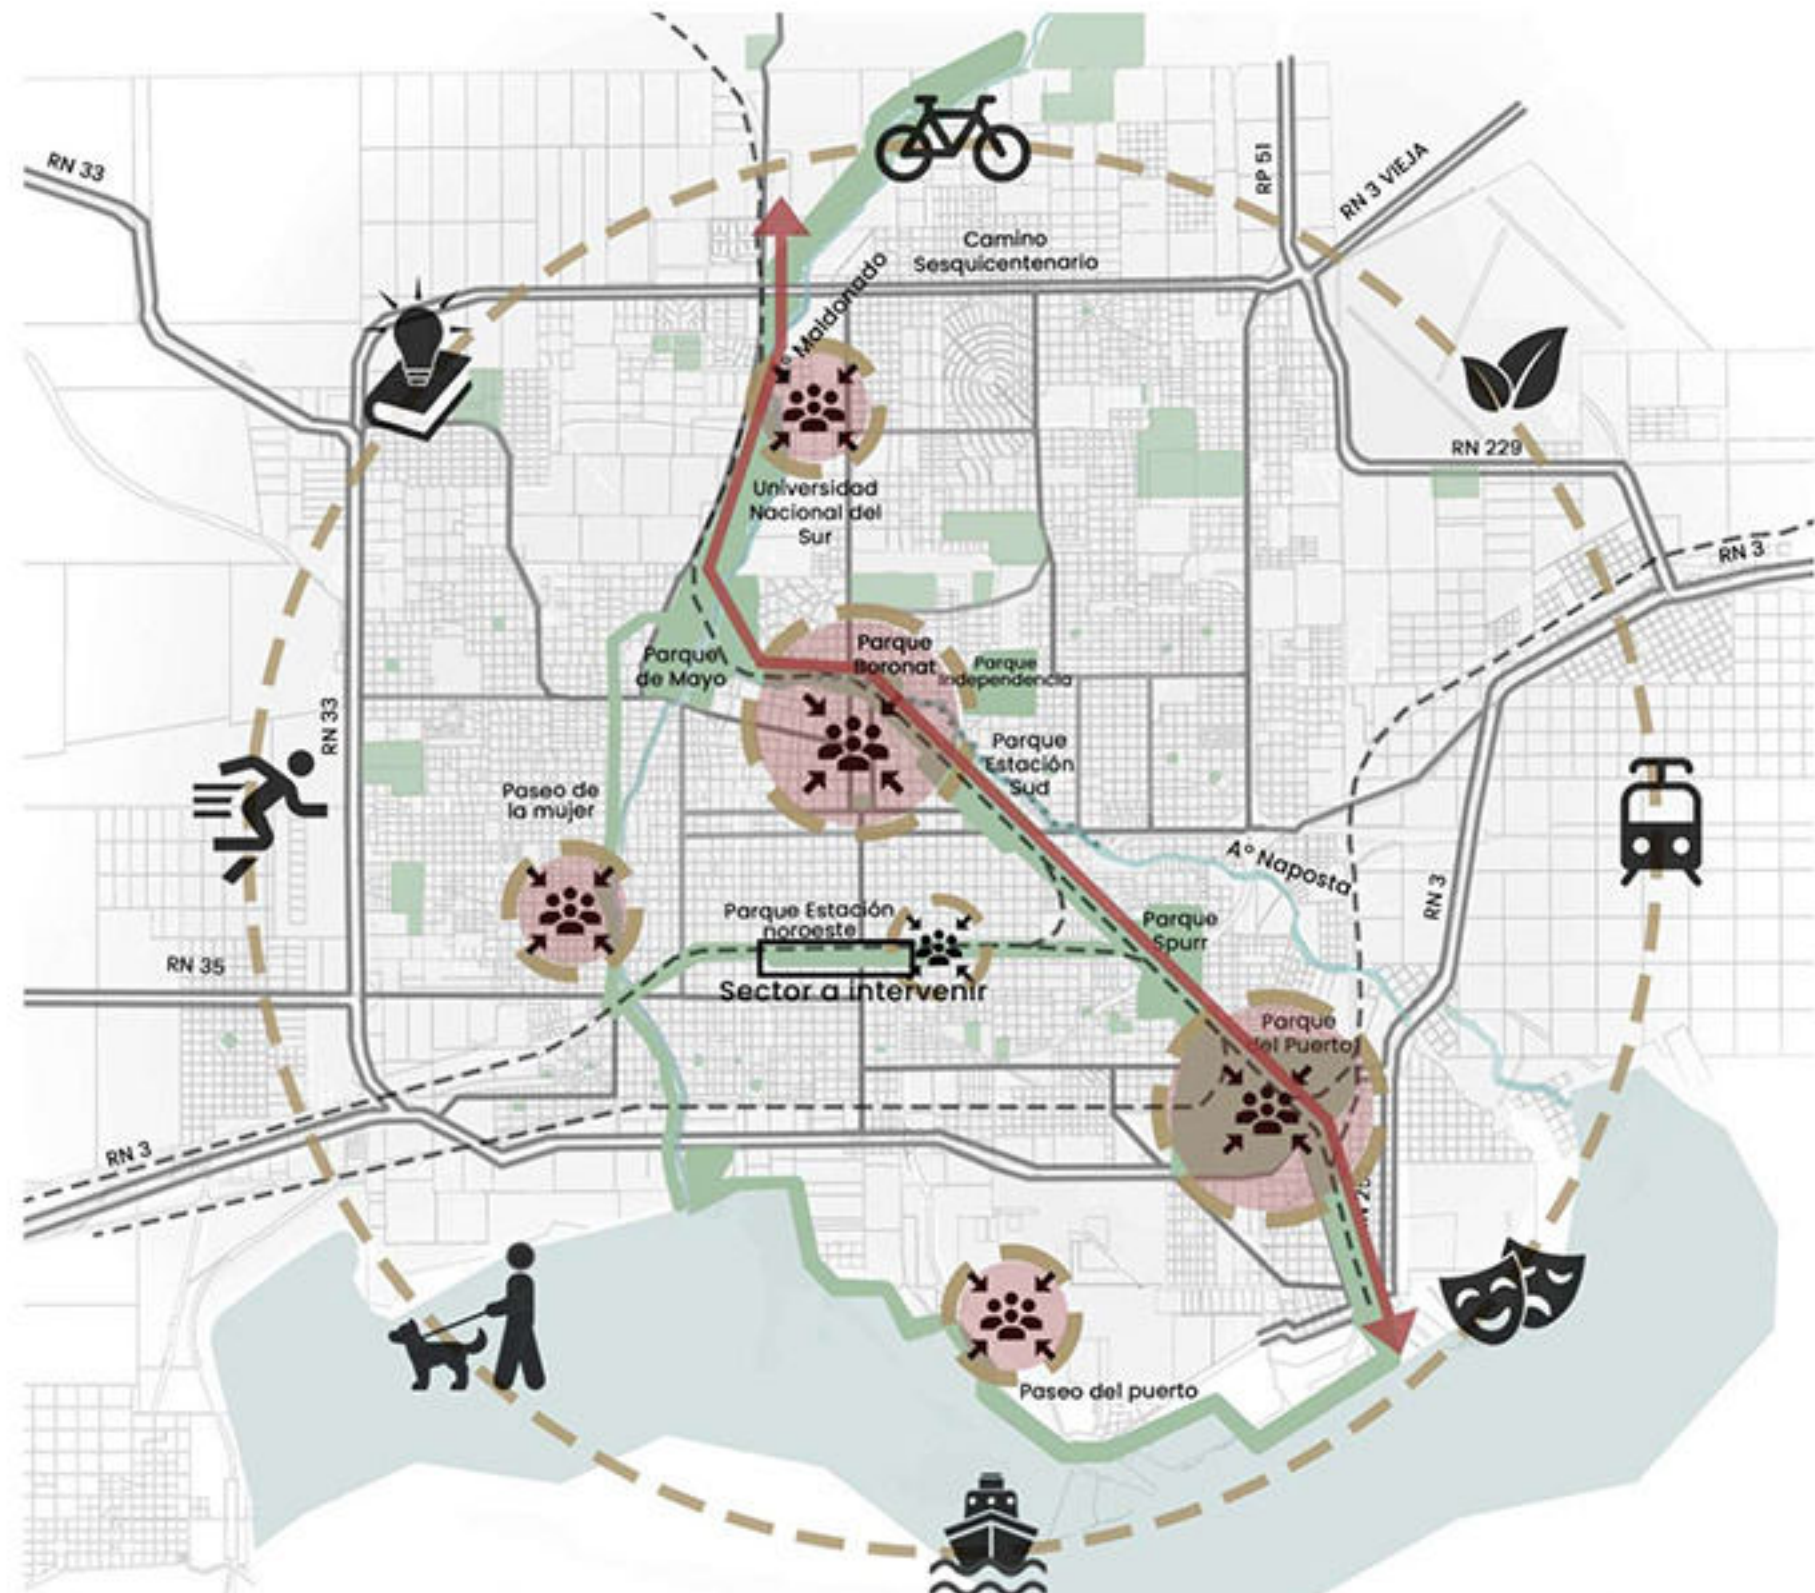 RN 33
RP 51
RN 3 VIEJA
Camino
Sesquicentenario
Maldonado
RN 229
Universidad
Nacional del
Sur
RN 3
Parque
de Mayo
Parque
Boronat
Parque
Independencia
RN 33
Parque
Estación
Sud
Paseo de
la mujer
A° Naposta
RN 3
Parque Estación
noroeste
Parque
Spurr
RN 35
Sector a intervenir
Parque
del Puerto
RN 3
Paseo del puerto